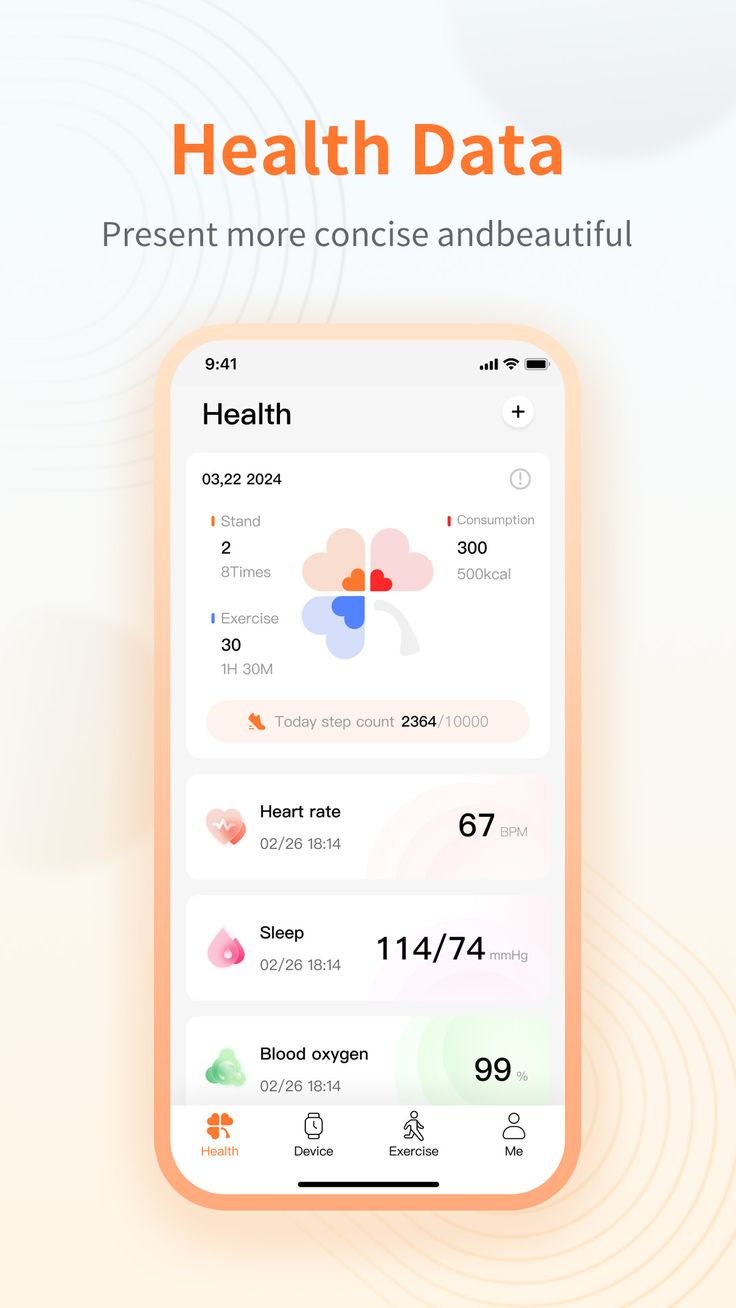 Health Data
Present more concise andbeautiful
9:41
Health
+
03,22 2024
Stand
2
8Times
Consumption
300
500kcal
Exercise
30
1H 30M
Today step count 2364/10000
Heart rate
02/26 18:14
67 BPM
Sleep
02/26 18:14
114/74 mmHg
Blood oxygen
02/26 18:14
99 %
Health
Device
Exercise
Me